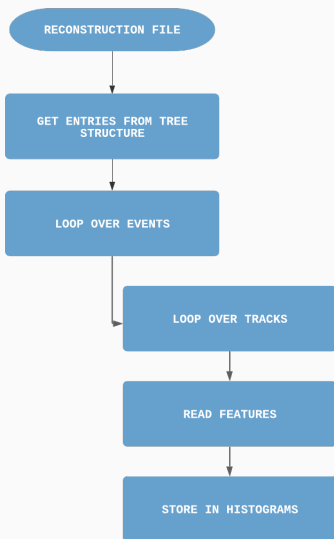 RECONSTRUCTION FILE
GET ENTRIES FROM TREE
STRUCTURE
LOOP OVER EVENTS
LOOP OVER TRACKS
READ FEATURES
STORE IN HISTOGRAMS